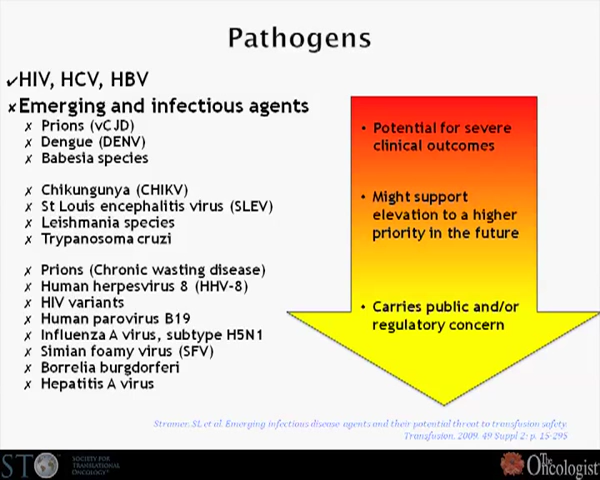 Pathogens
✓HIV, HCV, HBV
✗Emerging and infectious agents
✗ Prions (vCJD)
✗ Dengue (DENV)
✗ Babesia species
✗ Chikungunya (CHIKV)
✗ St Louis encephalitis virus (SLEV)
✗ Leishmania species
✗ Trypanosoma cruzi
✗ Prions (Chronic wasting disease)
✗ Human herpesvirus 8 (HHV-8)
✗ HIV variants
✗ Human parovirus B19
✗ Influenza A virus, subtype H5N1
✗ Simian foamy virus (SFV)
✗ Borrelia burgdorferi
✗ Hepatitis A virus
• Potential for severe
clinical outcomes
• Might support
elevation to a higher
priority in the future
• Carries public and/or
regulatory concern
Stramer, SL et al. Emerging infectious disease agents and their potential threat to transfusion safety
Transfusion. 2009. 49 Suppl 2: p. 1S-29S
STO
SOCIETY FOR
TRANSLATIONAL
ONCOLOGY
The
Oncologist